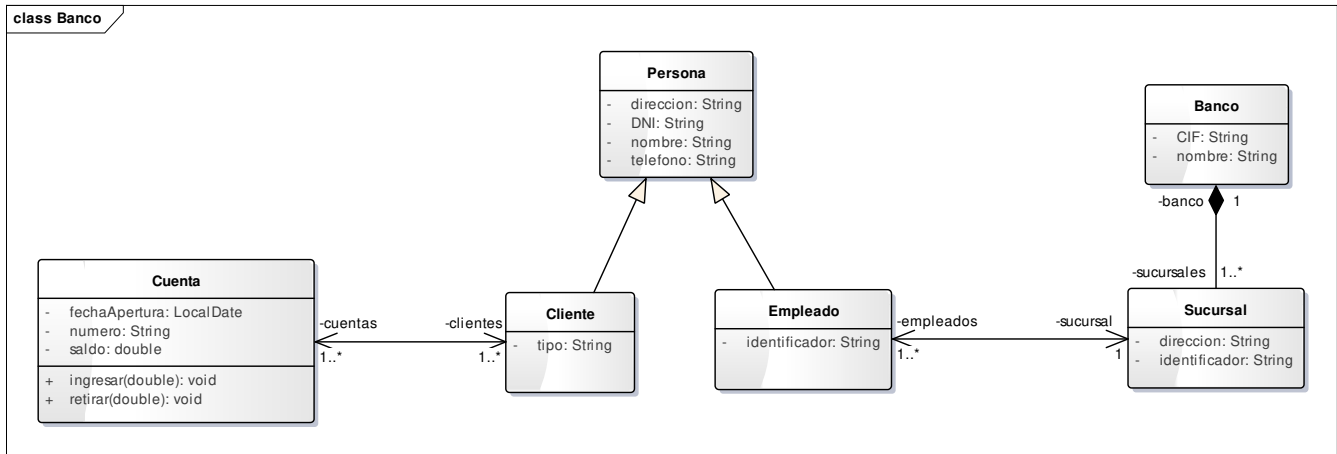 class Banco
Persona
- direccion: String
- DNI: String
- nombre: String
- telefono: String
Banco
- CIF: String
- nombre: String
-banco 1
-sucursales 1..*
Cuenta
- fechaApertura: LocalDate
- numero: String
- saldo: double
+ ingresar(double): void
+ retirar(double): void
-cuentas
1..*
-clientes
1..*
Cliente
- tipo: String
Empleado
- identificador: String
-empleados
1..*
-sucursal
1
Sucursal
- direccion: String
- identificador: String